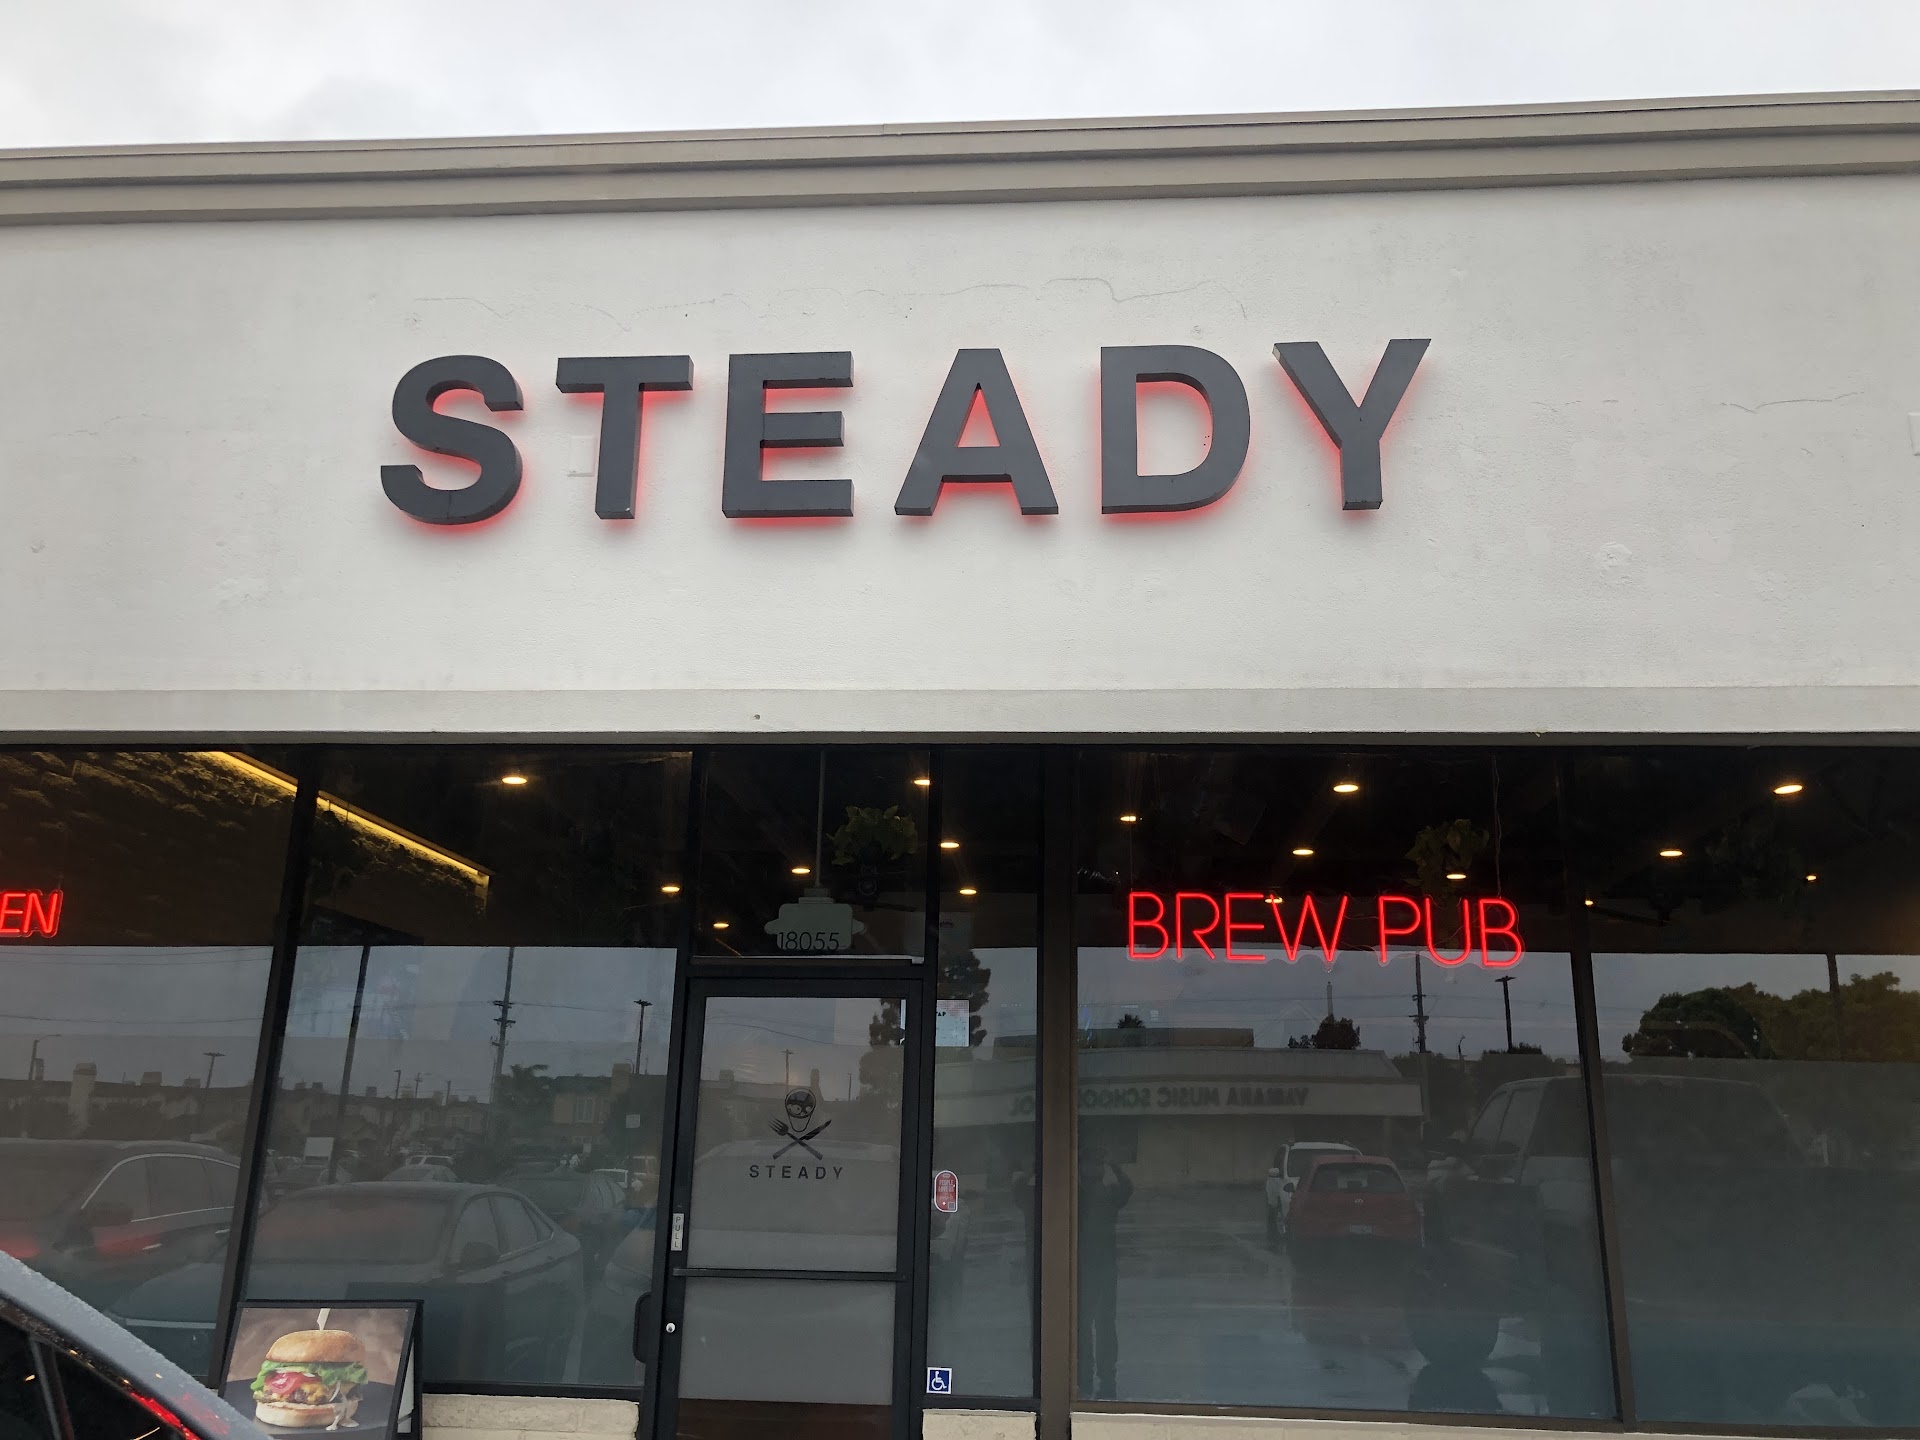 STEADY
EN
BREW PUB
18055
STEADY
PULL
YAMAHA MUSIC SCHOOL